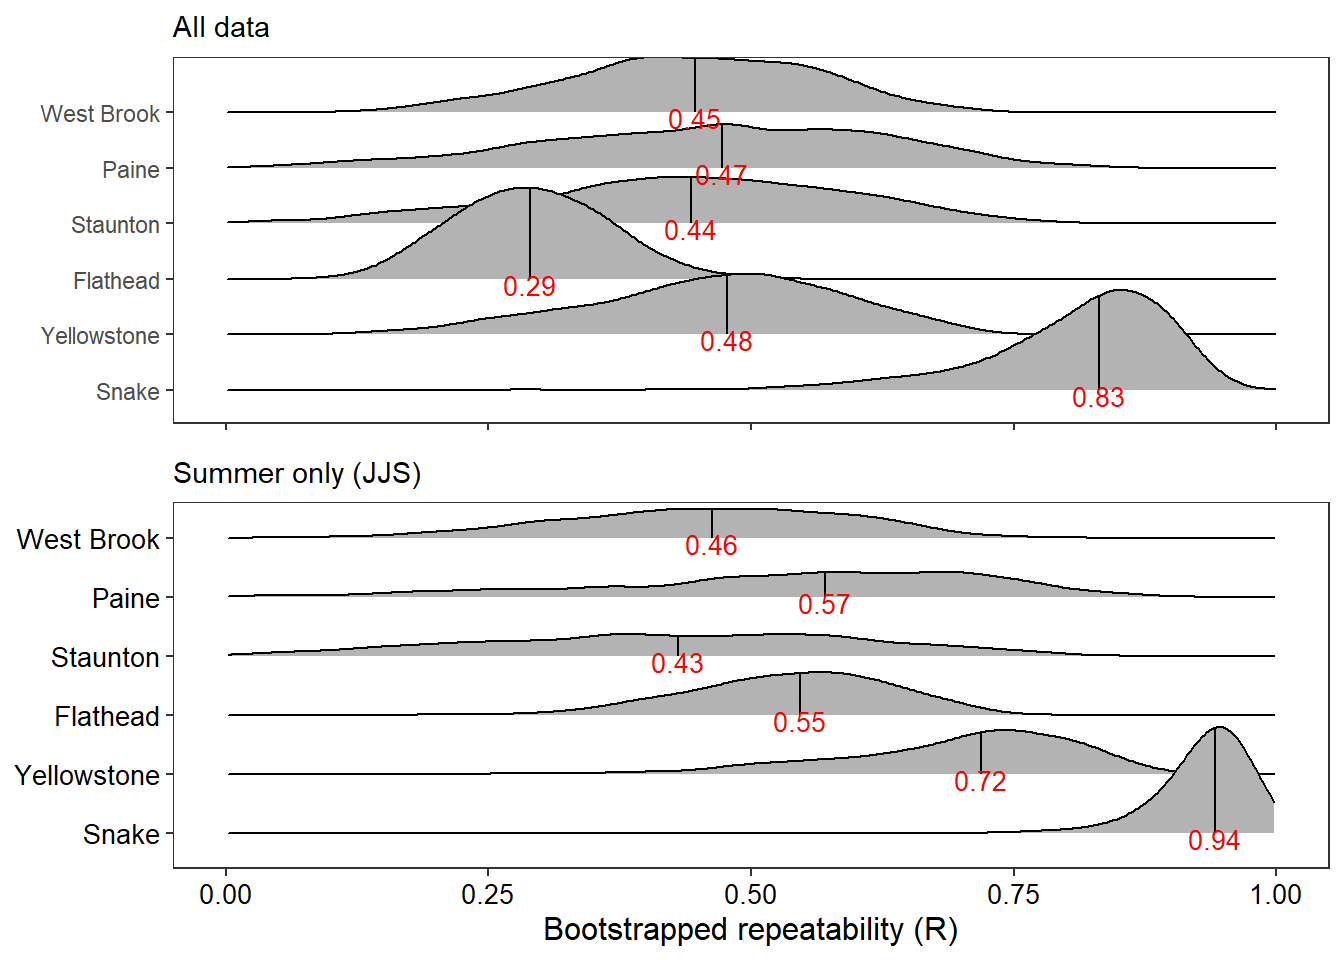 All data
West Brook
0.45
Paine
0.47
Staunton
0.44
Flathead
0.29
Yellowstone
0.48
Snake
0.83
Summer only (JJS)
West Brook
0.46
Paine
0.57
Staunton
0.43
Flathead
0.55
Yellowstone
0.72
Snake
0.94
0.00 0.25 0.50 0.75 1.00
Bootstrapped repeatability (R)